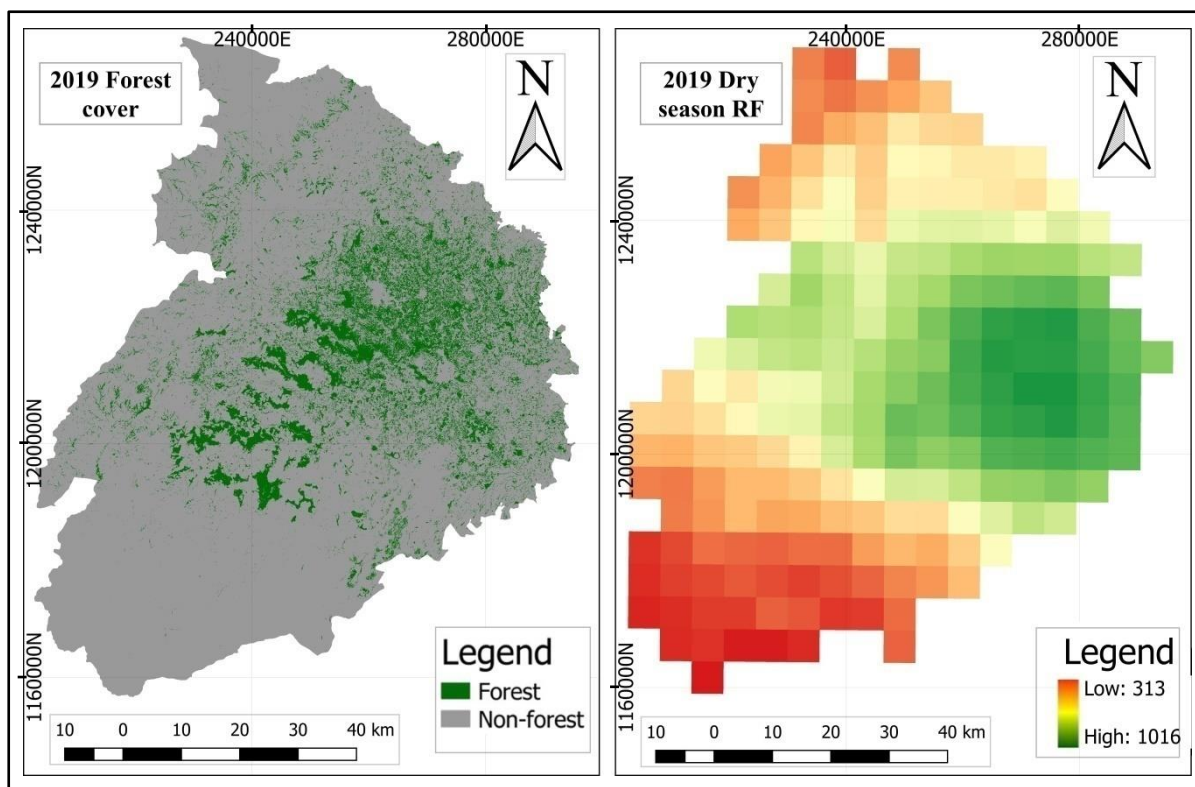 240000E 280000E
2019 Forest
cover
N
1240000N
1200000N
1160000N
Legend
Forest
Non-forest
10 0 10 20 30 40 km
240000E 280000E
2019 Dry
season RF
N
1240000N
1200000N
1160000N
Legend
Low: 313
High: 1016
10 0 10 20 30 40 km